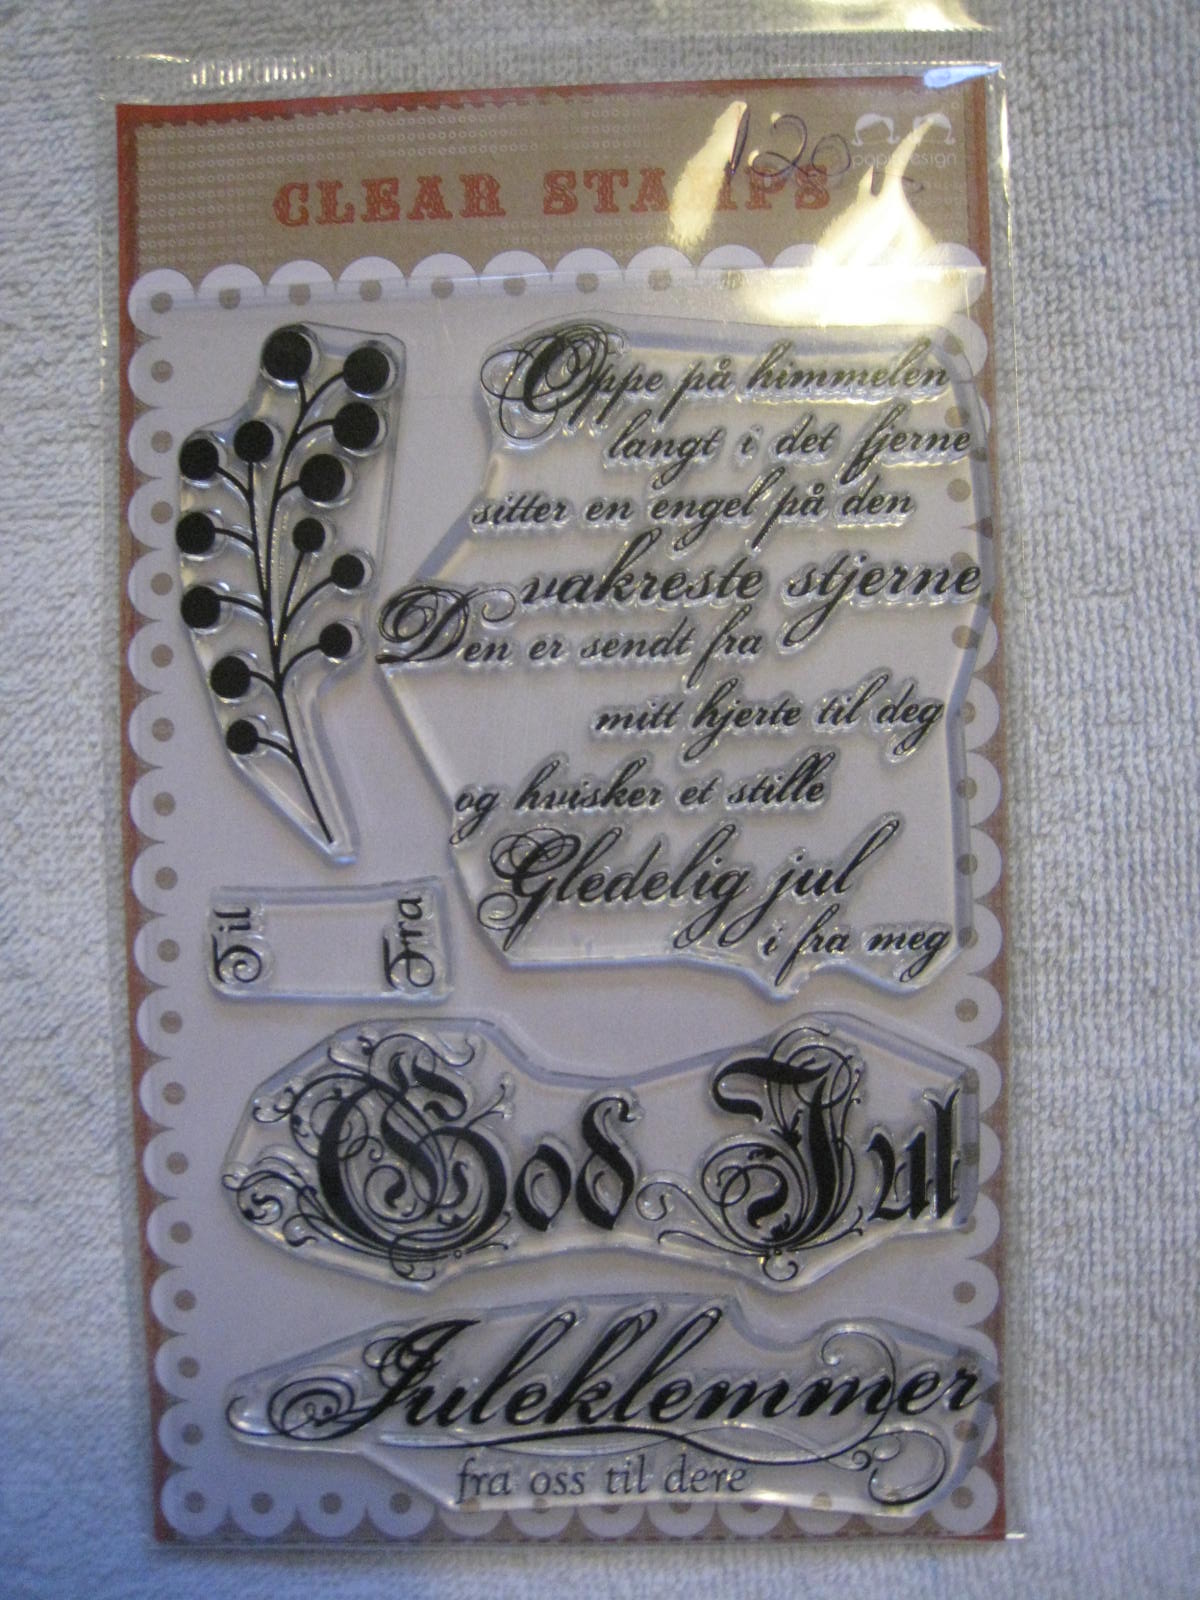 120
papirdesign
CLEAR STAMPS
Oppe på himmelen
langt i det fjerne
sitter en engel på den
vakreste stjerne
Den er sendt fra
mitt hjerte til deg
og hvisker et stille
Gledelig jul
i fra meg
Til
Fra
God Jul
Juleklemmer
fra oss til dere